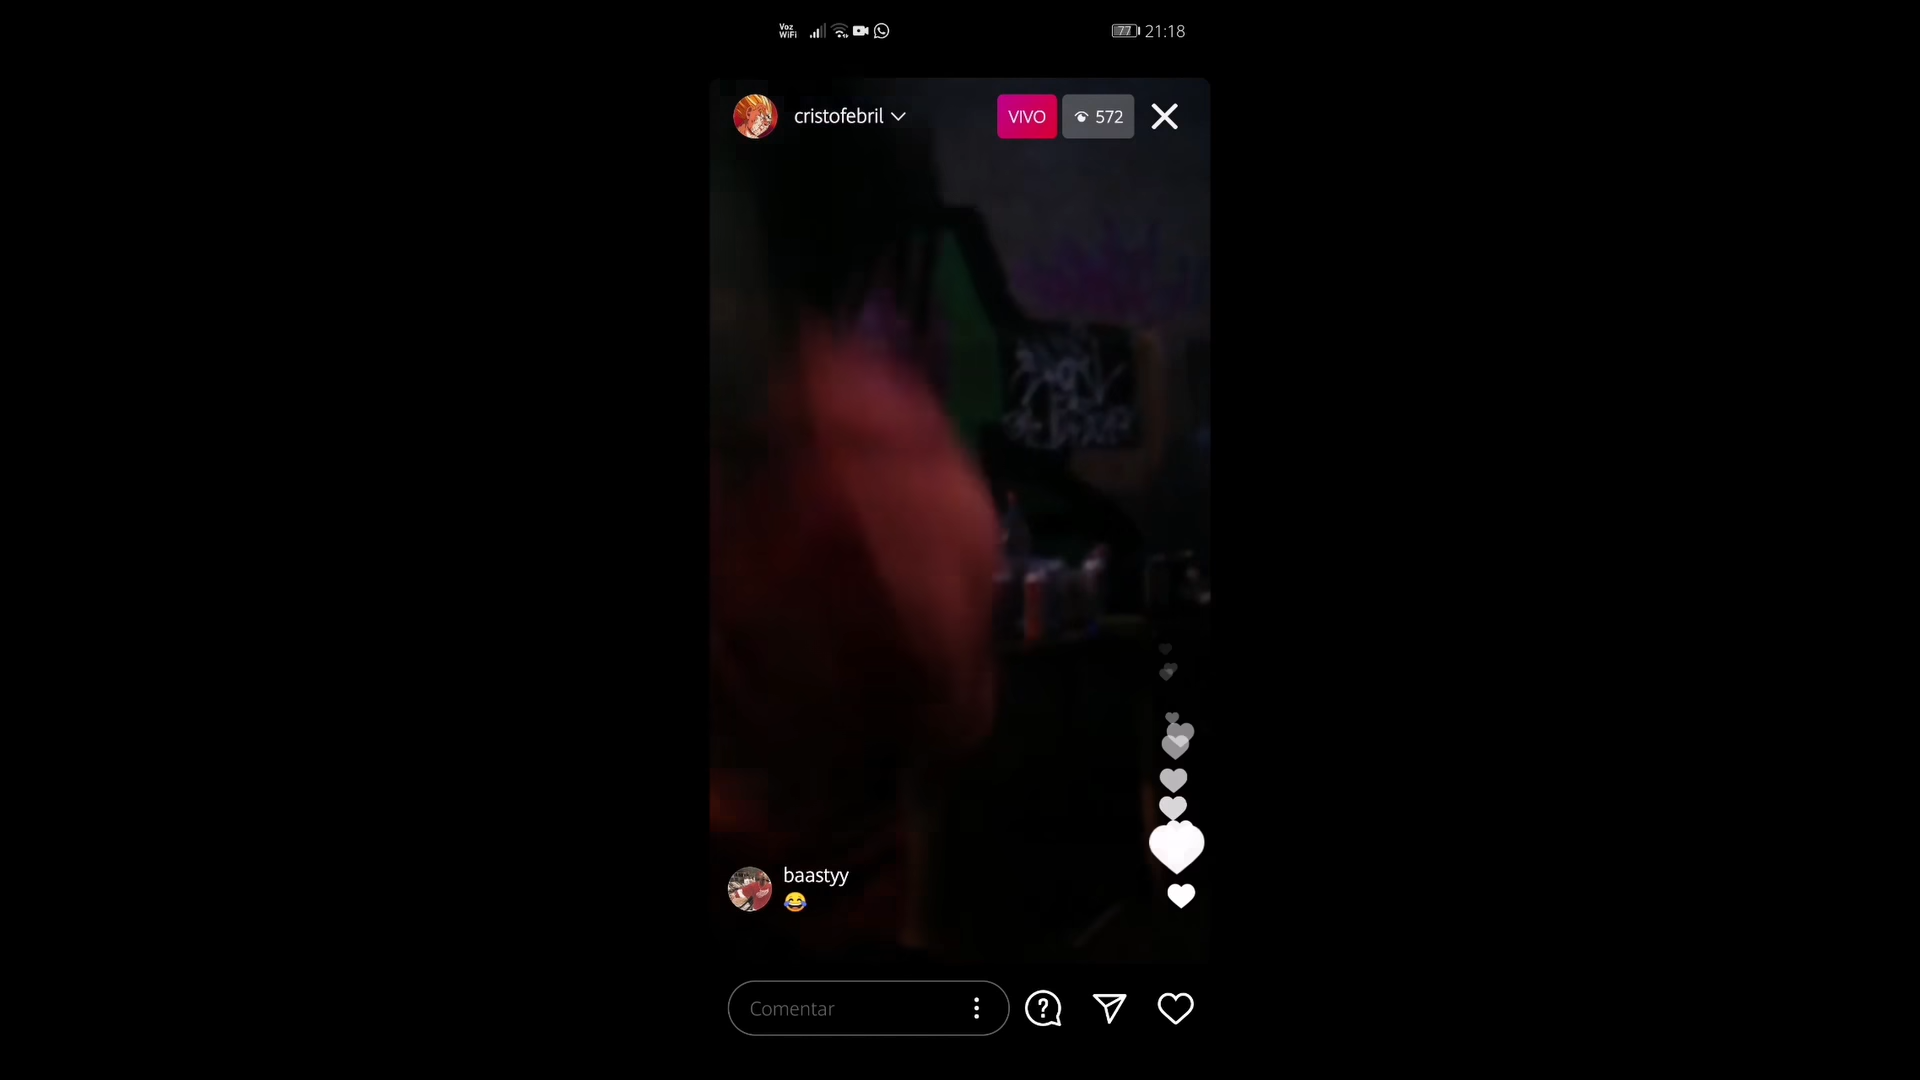 Voz
WiFi
77
21:18
cristofebril
VIVO
572
baastyy
😂
Comentar